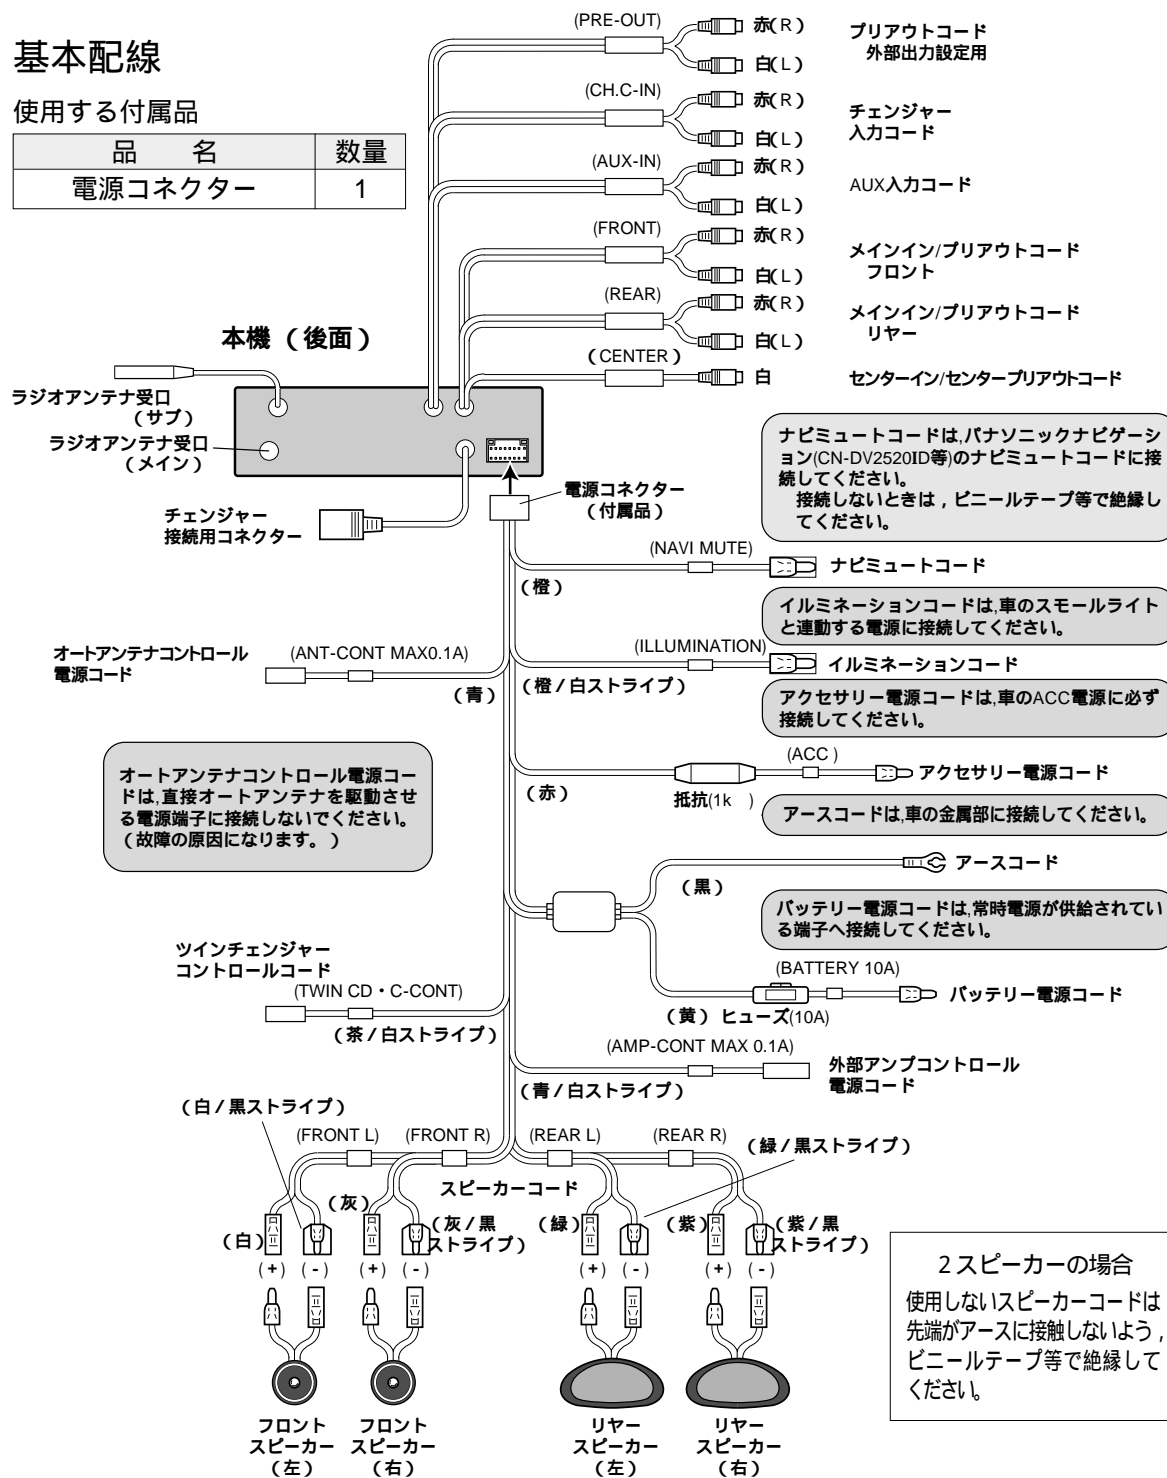 基本配線
使用する付属品
品 名 数量
電源コネクター 1
(PRE-OUT)
赤(R)
白(L)
プリアウトコード
外部出力設定用
(CH.C-IN)
赤(R)
白(L)
チェンジャー
入力コード
(AUX-IN)
赤(R)
白(L)
AUX入力コード
(FRONT)
赤(R)
白(L)
メインイン/プリアウトコード
フロント
(REAR)
赤(R)
白(L)
メインイン/プリアウトコード
リヤー
(CENTER)
白
センターイン/センタープリアウトコード
本機(後面)
ラジオアンテナ受口
(サブ)
ラジオアンテナ受口
(メイン)
チェンジャー
接続用コネクター
電源コネクター
(付属品)
ナビミュートコードは,パナソニックナビゲーシ
ョン(CN-DV2520ID等)のナビミュートコードに接
続してください。
接続しないときは,ビニールテープ等で絶縁し
てください。
(NAVI MUTE)
(橙)
ナビミュートコード
イルミネーションコードは,車のスモールライト
と連動する電源に接続してください。
オートアンテナコントロール
電源コード
(ANT-CONT MAX0.1A)
(青)
(ILLUMINATION)
(橙/白ストライプ)
イルミネーションコード
アクセサリー電源コードは,車のACC電源に必ず
接続してください。
オートアンテナコントロール電源コー
ドは,直接オートアンテナを駆動させ
る電源端子に接続しないでください。
(故障の原因になります。)
(ACC)
(赤)
抵抗(1k )
アクセサリー電源コード
アースコードは,車の金属部に接続してください。
(黒)
アースコード
バッテリー電源コードは,常時電源が供給されてい
る端子へ接続してください。
ツインチェンジャー
コントロールコード
(TWIN CD・C-CONT)
(茶/白ストライプ)
(BATTERY 10A)
(黄) ヒューズ(10A)
バッテリー電源コード
(AMP-CONT MAX 0.1A)
(青/白ストライプ)
外部アンプコントロール
電源コード
(白/黒ストライプ)
(FRONT L) (FRONT R) (REAR L) (REAR R)
(緑/黒ストライプ)
スピーカーコード
(白)
(灰)
(灰/黒
ストライプ)
(緑)
(紫)
(紫/黒
ストライプ)
(+) (-) (+) (-) (+) (-) (+) (-)
フロント
スピーカー
(左)
フロント
スピーカー
(右)
リヤー
スピーカー
(左)
リヤー
スピーカー
(右)
2スピーカーの場合
使用しないスピーカーコードは
先端がアースに接触しないよう,
ビニールテープ等で絶縁して
ください。